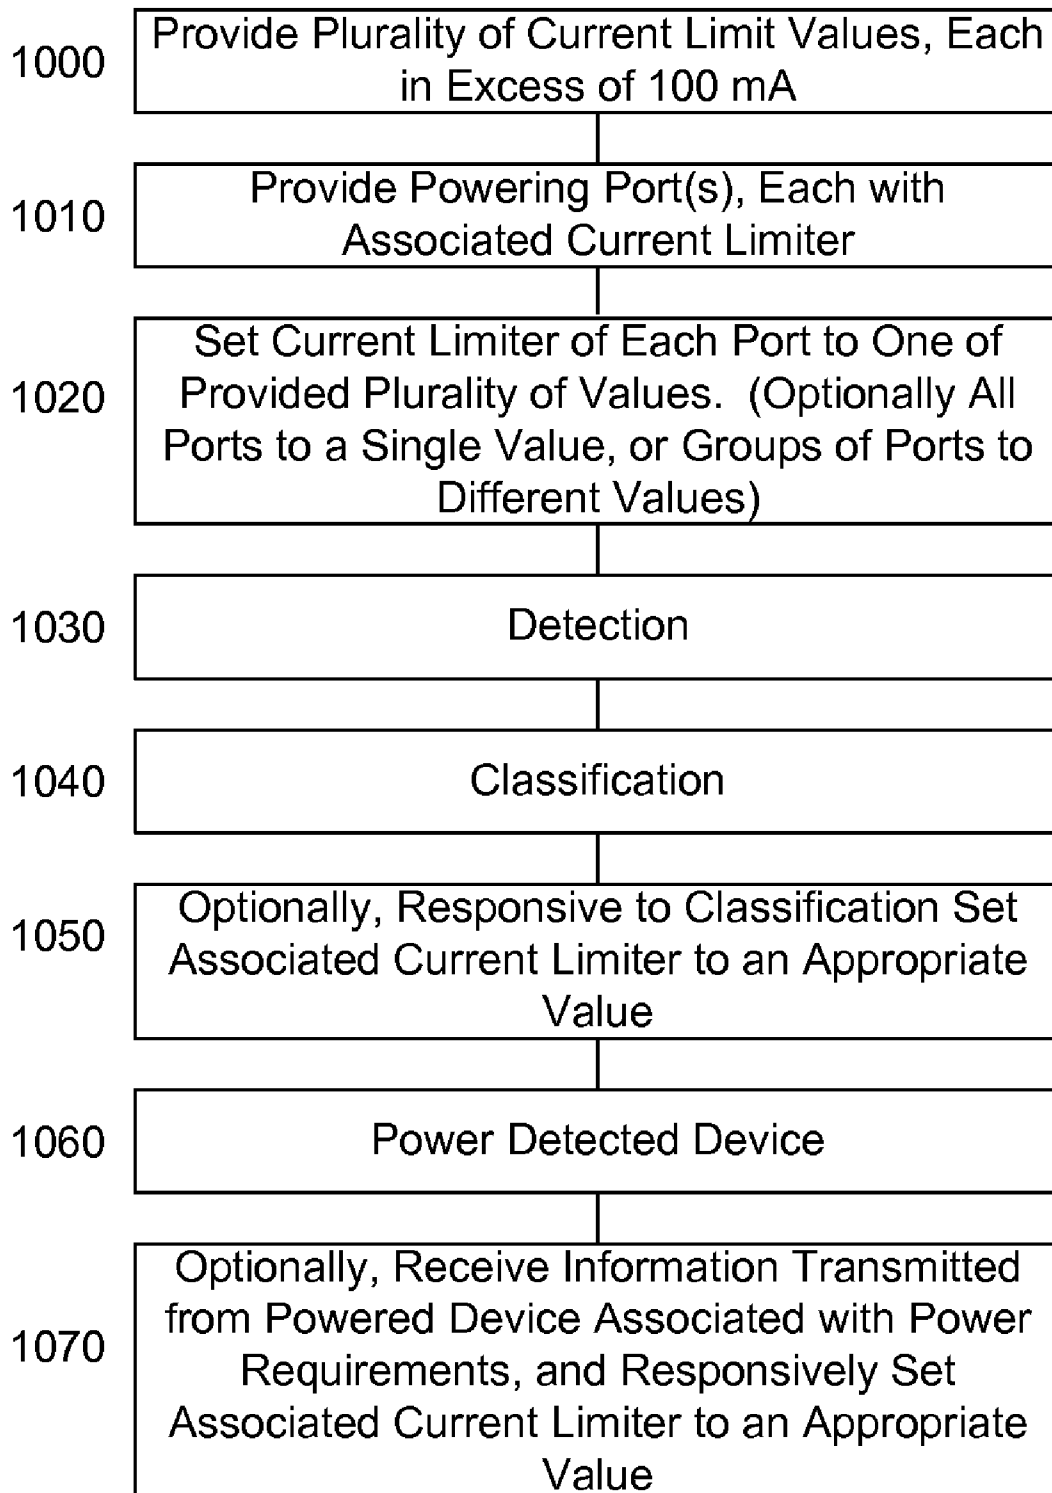 1000
Provide Plurality of Current Limit Values, Each
in Excess of 100 mA
1010
Provide Powering Port(s), Each with
Associated Current Limiter
1020
Set Current Limiter of Each Port to One of
Provided Plurality of Values.  (Optionally All
Ports to a Single Value, or Groups of Ports to
Different Values)
1030
Detection
1040
Classification
1050
Optionally, Responsive to Classification Set
Associated Current Limiter to an Appropriate
Value
1060
Power Detected Device
1070
Optionally, Receive Information Transmitted
from Powered Device Associated with Power
Requirements, and Responsively Set
Associated Current Limiter to an Appropriate
Value